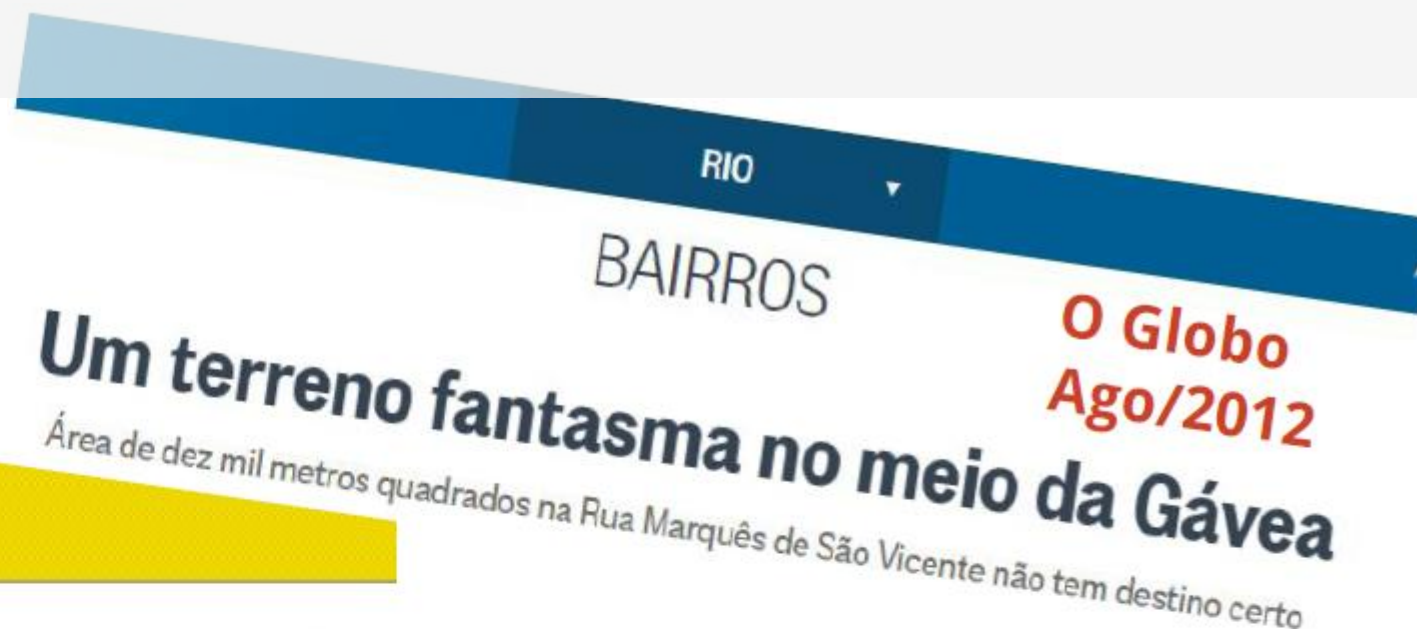 RIO
BAIRROS
O Globo
Ago/2012
Um terreno fantasma no meio da Gávea
Área de dez mil metros quadrados na Rua Marquês de São Vicente não tem destino certo